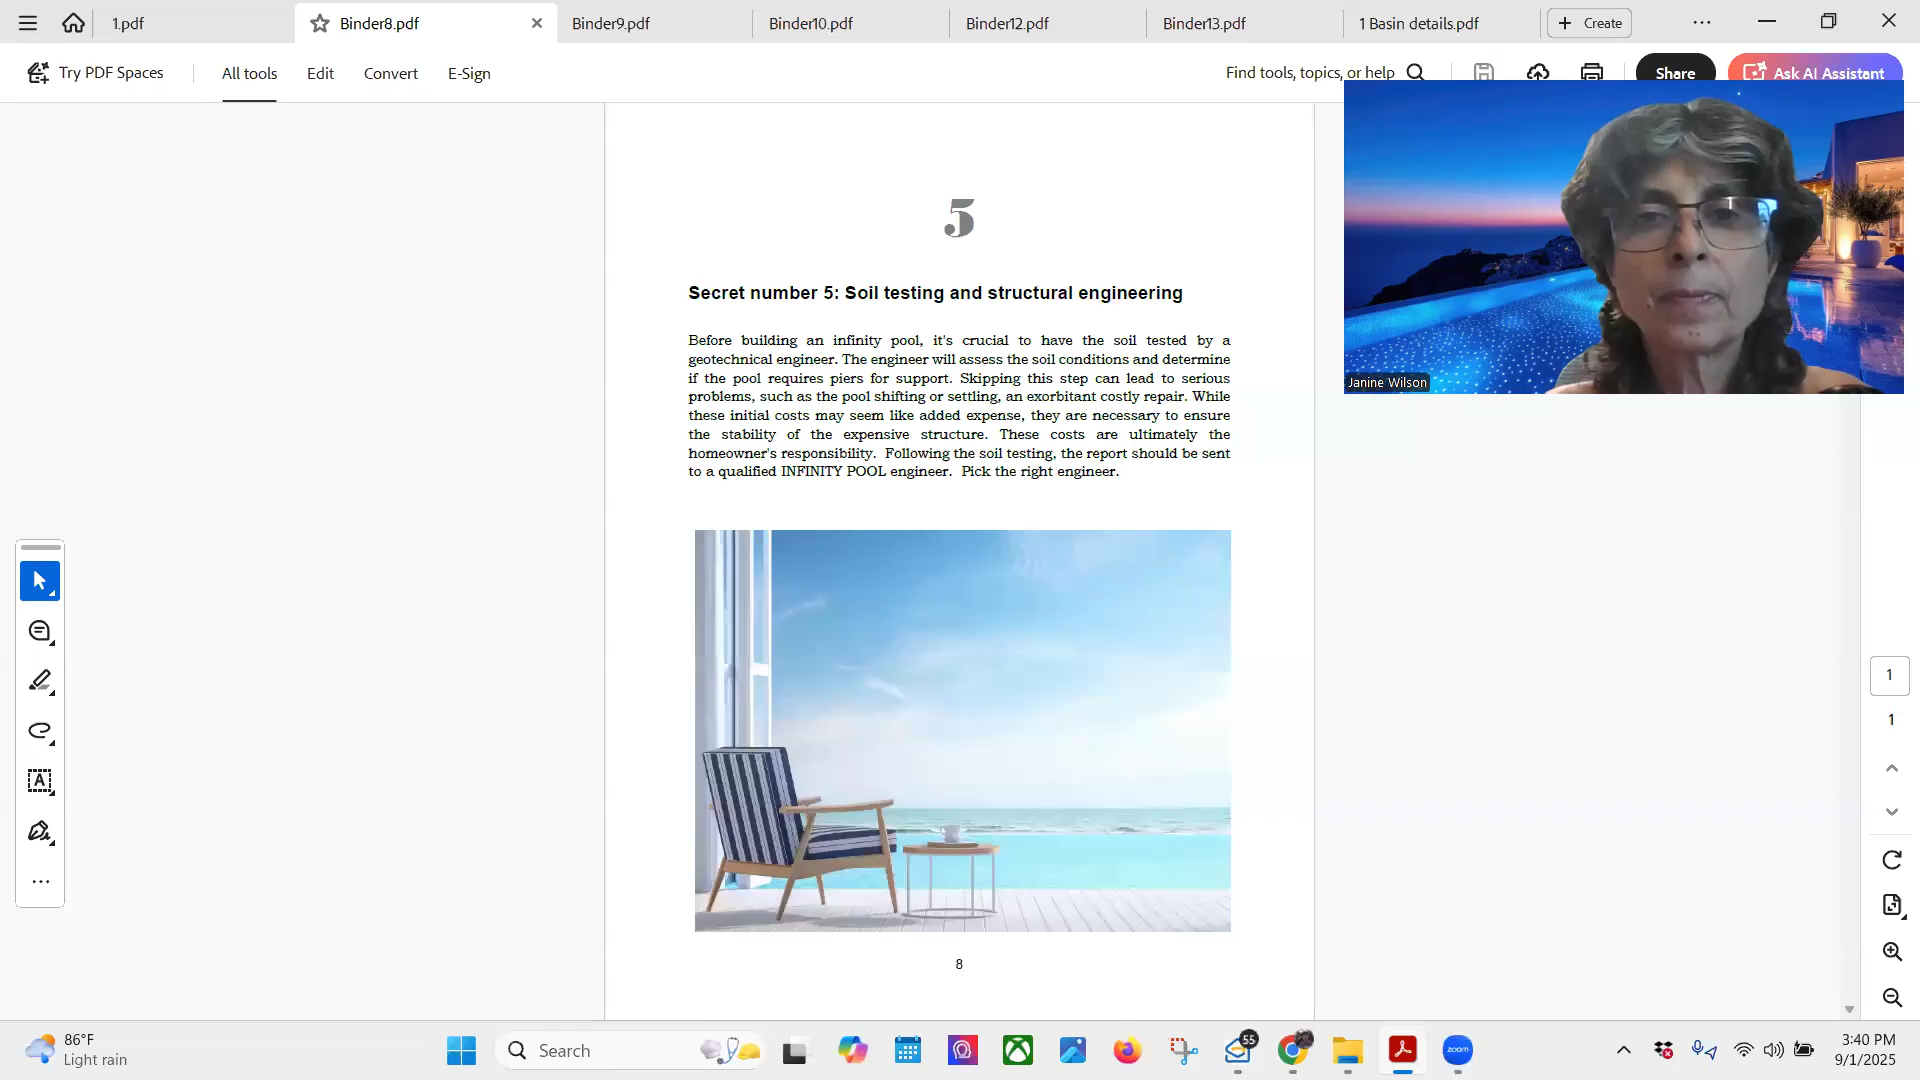 1.pdf
Binder8.pdf
Binder9.pdf
Binder10.pdf
Binder12.pdf
Binder13.pdf
1 Basin details.pdf
Create
Try PDF Spaces
All tools
Edit
Convert
E-Sign
Find tools, topics, or help
Share
Ask AI Assistant
Janine Wilson
5
Secret number 5: Soil testing and structural engineering
Before building an infinity pool, it's crucial to have the soil tested by a
geotechnical engineer. The engineer will assess the soil conditions and determine
if the pool requires piers for support. Skipping this step can lead to serious
problems, such as the pool shifting or settling, an exorbitant costly repair. While
these initial costs may seem like added expense, they are necessary to ensure
the stability of the expensive structure. These costs are ultimately the
homeowner's responsibility. Following the soil testing, the report should be sent
to a qualified INFINITY POOL engineer. Pick the right engineer.
8
1
1
86°F
Light rain
Search
55
zoom
3:40 PM
9/1/2025